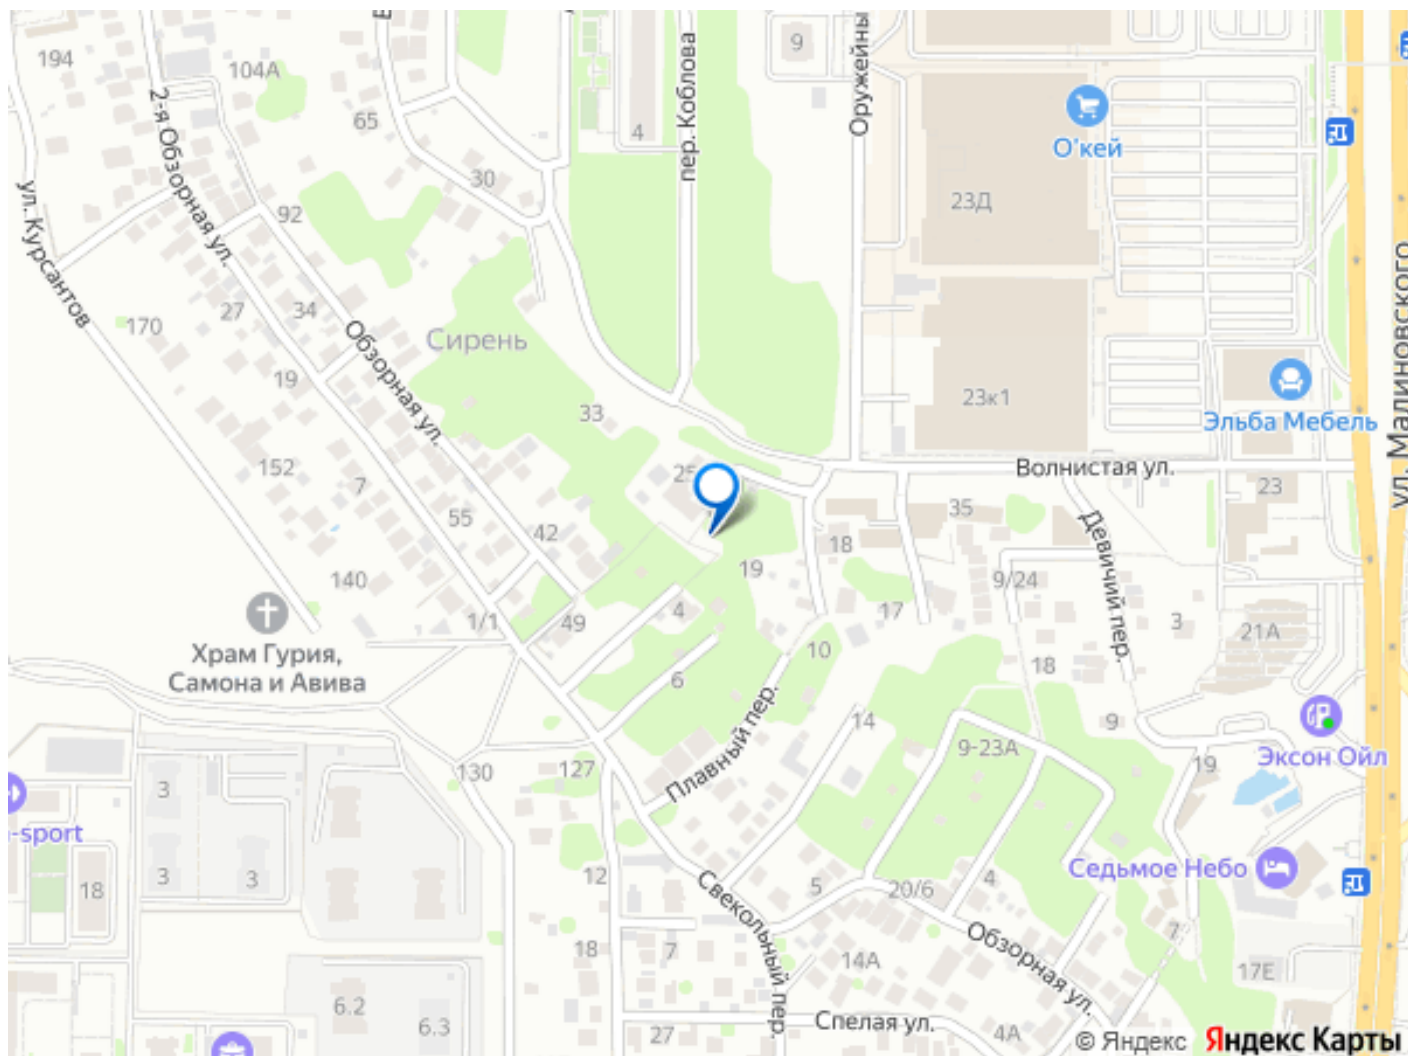 194
104А
65
4
пер. Коблова
9
О'кей
2-я Обзорная ул.
ул. Курсантов
30
92
23Д
ул. Малиновского
170
27
34
Сирень
Обзорная ул.
19
33
23к1
Эльба Мебель
152
7
55
42
25
Волнистая ул.
23
35
Девичий пер.
140
1/1
49
4
19
18
17
9/24
3
21А
Храм Гурия,
Самона и Авива
6
10
18
14
9
Плавный пер.
9-23А
19
Эксон Ойл
130
127
3
3
3
-sport
18
12
5
20/6
4
Седьмое Небо
Свекольный пер.
18
7
14А
Обзорная ул.
7
17Е
6.2
6.3
27
Спелая ул.
4А
© Яндекс Яндекс Карты